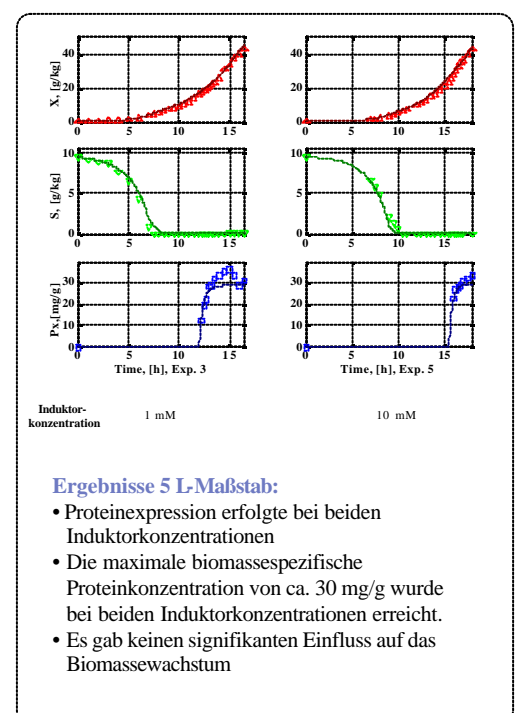 X, [g/kg]
40
20
0
0 5 10 15
0 5 10 15
40
20
0
S, [g/kg]
10
5
0
0 5 10 15
10
5
0
0 5 10 15
Px,[mg/g]
30
20
10
0
0 5 10 15
Time, [h], Exp. 3
30
20
10
0
0 5 10 15
Time, [h], Exp. 5
Induktor-
konzentration
1 mM
10 mM
Ergebnisse 5 L-Maßstab:
• Proteinexpression erfolgte bei beiden
Induktorkonzentrationen
• Die maximale biomassespezifische
Proteinkonzentration von ca. 30 mg/g wurde
bei beiden Induktorkonzentrationen erreicht.
• Es gab keinen signifikanten Einfluss auf das
Biomassewachstum